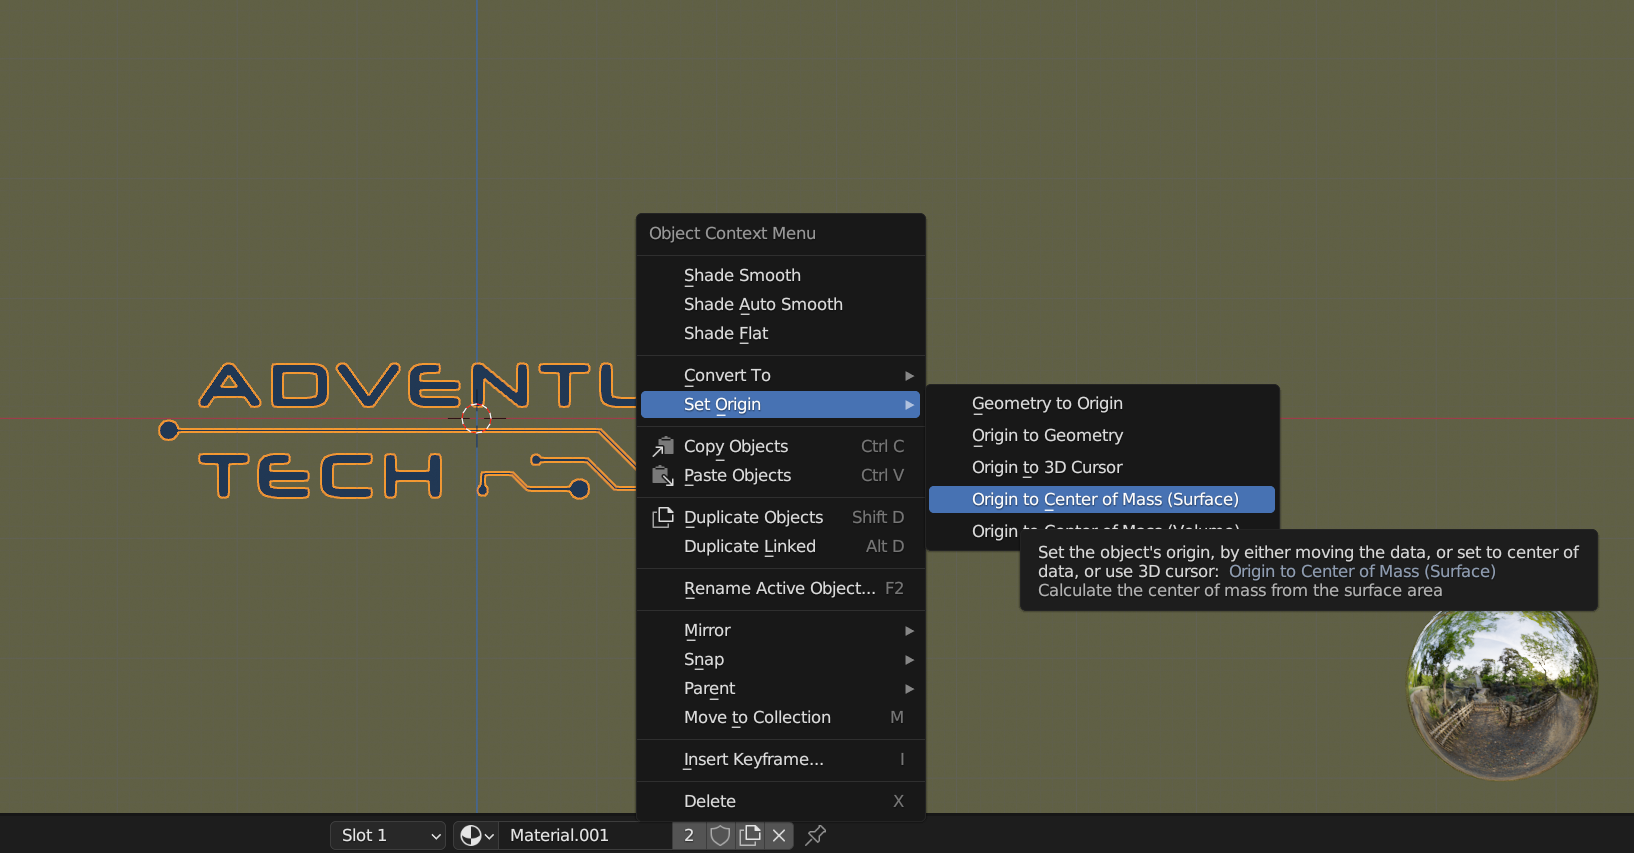 Object Context Menu
Shade Smooth
Shade Auto Smooth
Shade Flat
ADVENTU
Convert To
Set Origin
TECH
Copy Objects Ctrl C
Paste Objects Ctrl V
Duplicate Objects Shift D
Duplicate Linked Alt D
Rename Active Object... F2
Mirror
Snap
Parent
Move to Collection M
Insert Keyframe... I
Delete X
Geometry to Origin
Origin to Geometry
Origin to 3D Cursor
Origin to Center of Mass (Surface)
Origin to Center of Mass (Volume)
Set the object's origin, by either moving the data, or set to center of
data, or use 3D cursor: Origin to Center of Mass (Surface)
Calculate the center of mass from the surface area
Slot 1 Material.001 2